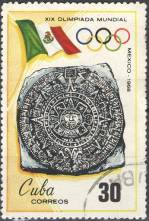 XIX OLIMPIADA MUNDIAL
MEXICO-1968
Cuba
CORREOS
30